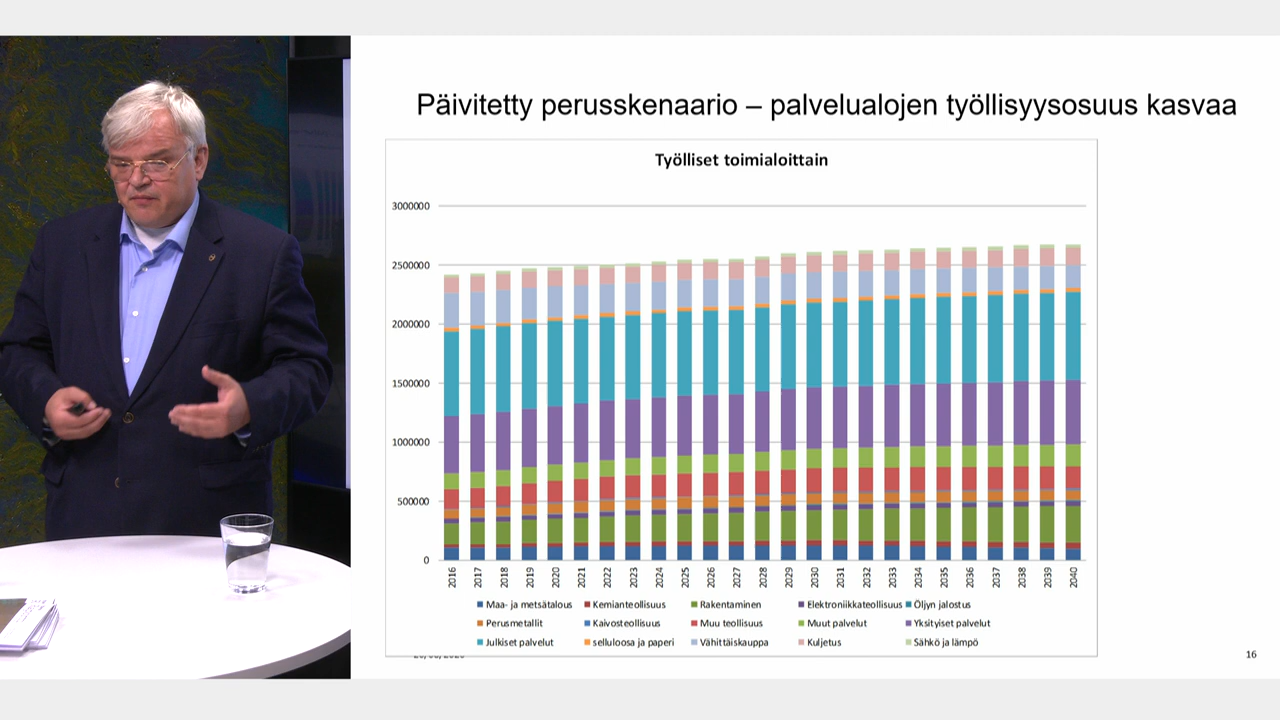 Päivitetty perusskenaario – palvelualojen työllisyysosuus kasvaa
Työlliset toimialoittain
3000000
2500000
2000000
1500000
1000000
500000
0
2016 2017 2018 2019 2020 2021 2022 2023 2024 2025 2026 2027 2028 2029 2030 2031 2032 2033 2034 2035 2036 2037 2038 2039 2040
Maa- ja metsätalous Kemianteollisuus Rakentaminen Elektroniikkateollisuus Öljyn jalostus
Perusmetallit Kaivosteollisuus Muu teollisuus Muut palvelut Yksityiset palvelut
Julkiset palvelut selluloosa ja paperi Vähittäiskauppa Kuljetus Sähkö ja lämpö
16